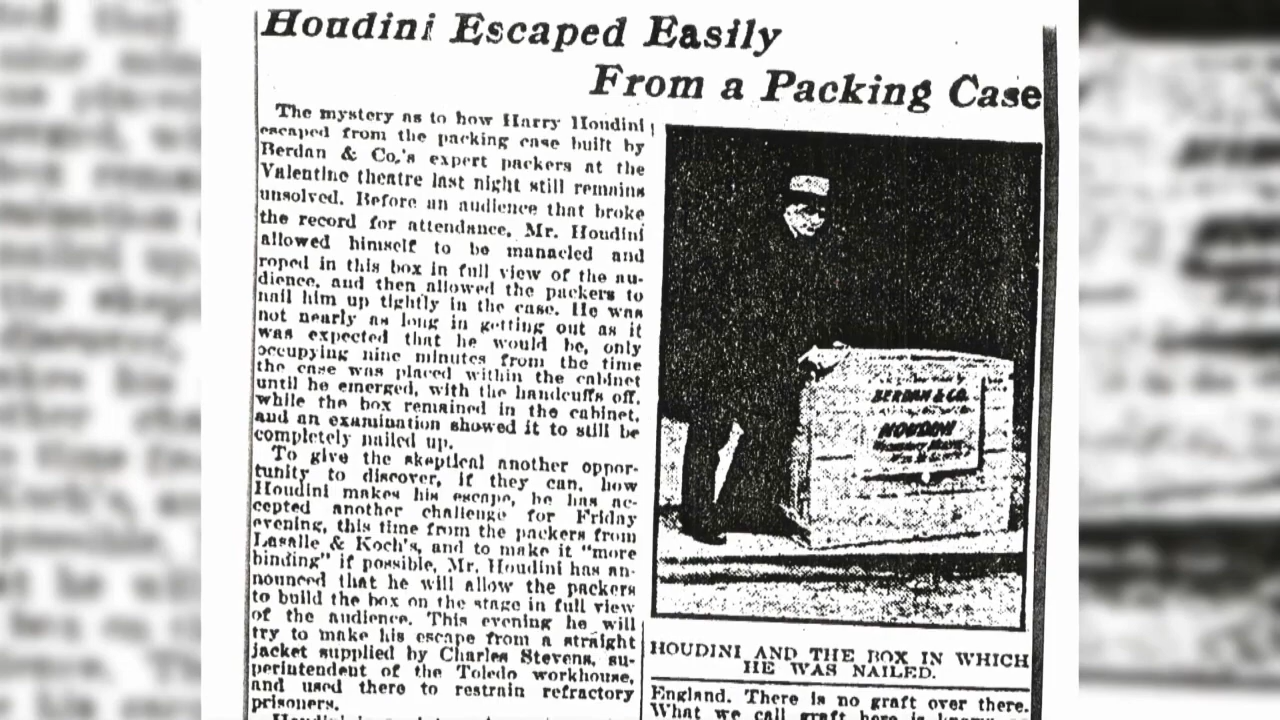 Houdini Escaped Easily
From a Packing Case
The mystery as to how Harry Houdini
escaped from the packing case built by
Berdan & Co.'s expert packers at the
Valentine theatre last night still remains
unsolved. Before an audience that broke
the record for attendance, Mr. Houdini
allowed himself to be manacled and
roped in this box in full view of the au-
dience, and then allowed the packers to
nail him up tightly in the case. He was
not nearly as long in getting out as it
was expected that he would be, only
occupying nine minutes from the time
the case was placed within the cabinet
until he emerged, with the handcuffs off,
while the box remained in the cabinet,
and an examination showed it to still be
completely nailed up.
To give the skeptical another oppor-
tunity to discover, if they can, how
Houdini makes his escape, he has ac-
cepted another challenge for Friday
evening, this time from the packers from
Lasalle & Koch's, and to make it "more
binding" if possible, Mr. Houdini has an-
nounced that he will allow the packers
to build the box on the stage in full view
of the audience. This evening he will
try to make his escape from a straight
jacket supplied by Charles Stevens, su-
perintendent of the Toledo workhouse,
and used there to restrain refractory
prisoners.
BERDAN & CO.
HOUDINI
HOUDINI AND THE BOX IN WHICH
HE WAS NAILED.
England. There is no graft over there.
What we call graft here is